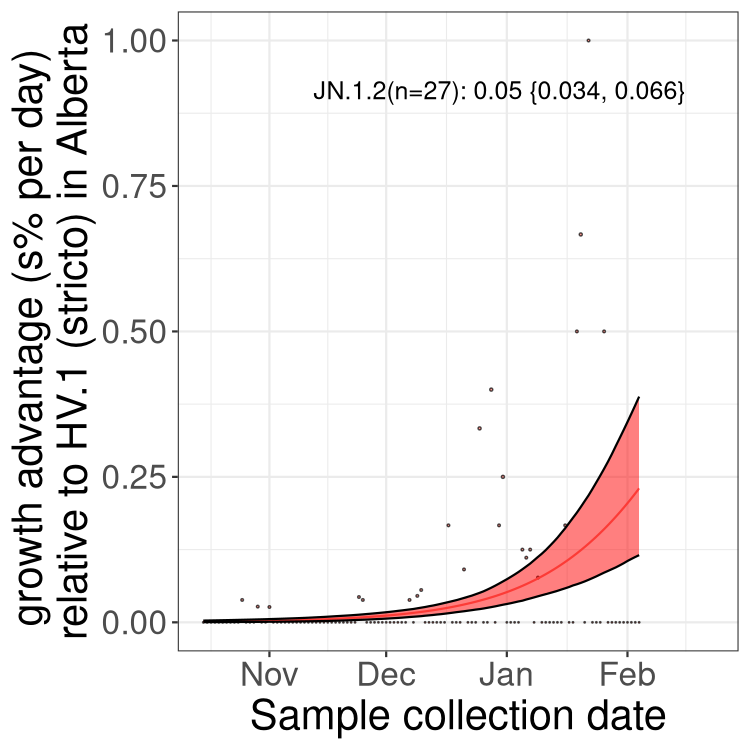 growth advantage (s% per day)
relative to HV.1 (stricto) in Alberta
1.00
0.75
0.50
0.25
0.00
JN.1.2(n=27): 0.05 {0.034, 0.066}
Nov Dec Jan Feb
Sample collection date